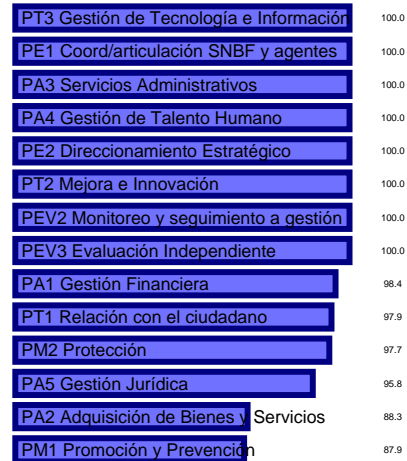 PT3 Gestión de Tecnología e Información 100.0
PE1 Coord/articulación SNBF y agentes 100.0
PA3 Servicios Administrativos 100.0
PA4 Gestión de Talento Humano 100.0
PE2 Direccionamiento Estratégico 100.0
PT2 Mejora e Innovación 100.0
PEV2 Monitoreo y seguimiento a gestión 100.0
PEV3 Evaluación Independiente 100.0
PA1 Gestión Financiera 98.4
PT1 Relación con el ciudadano 97.9
PM2 Protección 97.7
PA5 Gestión Jurídica 95.8
PA2 Adquisición de Bienes y Servicios 88.3
PM1 Promoción y Prevención 87.9